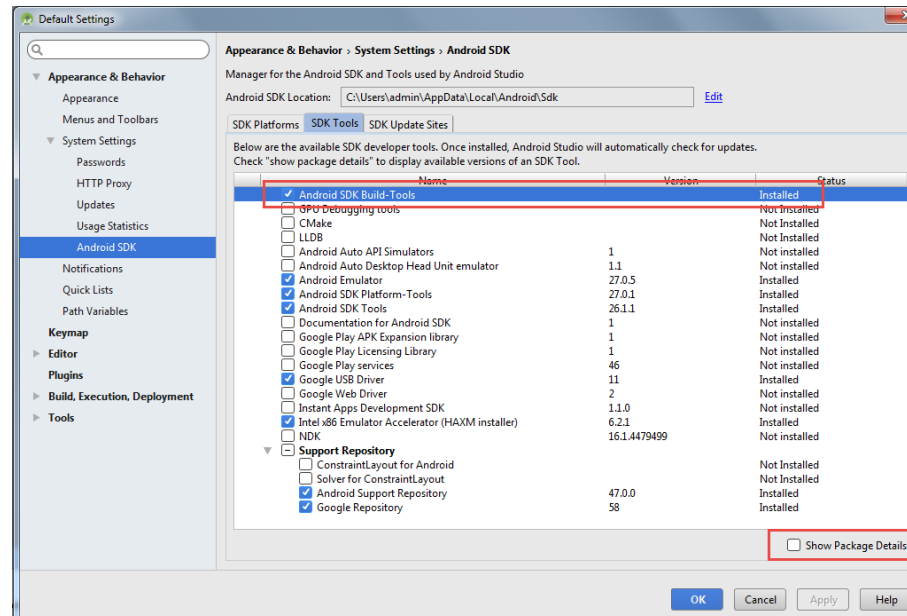 Default Settings
Appearance & Behavior › System Settings › Android SDK
Appearance & Behavior
Appearance
Menus and Toolbars
System Settings
Passwords
HTTP Proxy
Updates
Usage Statistics
Android SDK
Notifications
Quick Lists
Path Variables
Keymap
Editor
Plugins
Build, Execution, Deployment
Tools
Manager for the Android SDK and Tools used by Android Studio
Android SDK Location: C:\Users\admin\AppData\Local\Android\Sdk Edit
SDK Platforms SDK Tools SDK Update Sites
Below are the available SDK developer tools. Once installed, Android Studio will automatically check for updates.
Check "show package details" to display available versions of an SDK Tool.
Name Version Status
Android SDK Build-Tools Installed
GPU Debugging tools Not Installed
CMake Not Installed
LLDB Not Installed
Android Auto API Simulators 1 Not installed
Android Auto Desktop Head Unit emulator 1.1 Not installed
Android Emulator 27.0.5 Installed
Android SDK Platform-Tools 27.0.1 Installed
Android SDK Tools 26.1.1 Installed
Documentation for Android SDK 1 Not installed
Google Play APK Expansion library 1 Not installed
Google Play Licensing Library 1 Not installed
Google Play services 46 Not installed
Google USB Driver 11 Installed
Google Web Driver 2 Not installed
Instant Apps Development SDK 1.1.0 Not installed
Intel x86 Emulator Accelerator (HAXM installer) 6.2.1 Installed
NDK 16.1.4479499 Not installed
Support Repository
ConstraintLayout for Android Not Installed
Solver for ConstraintLayout Not Installed
Android Support Repository 47.0.0 Installed
Google Repository 58 Installed
Show Package Details
OK Cancel Apply Help